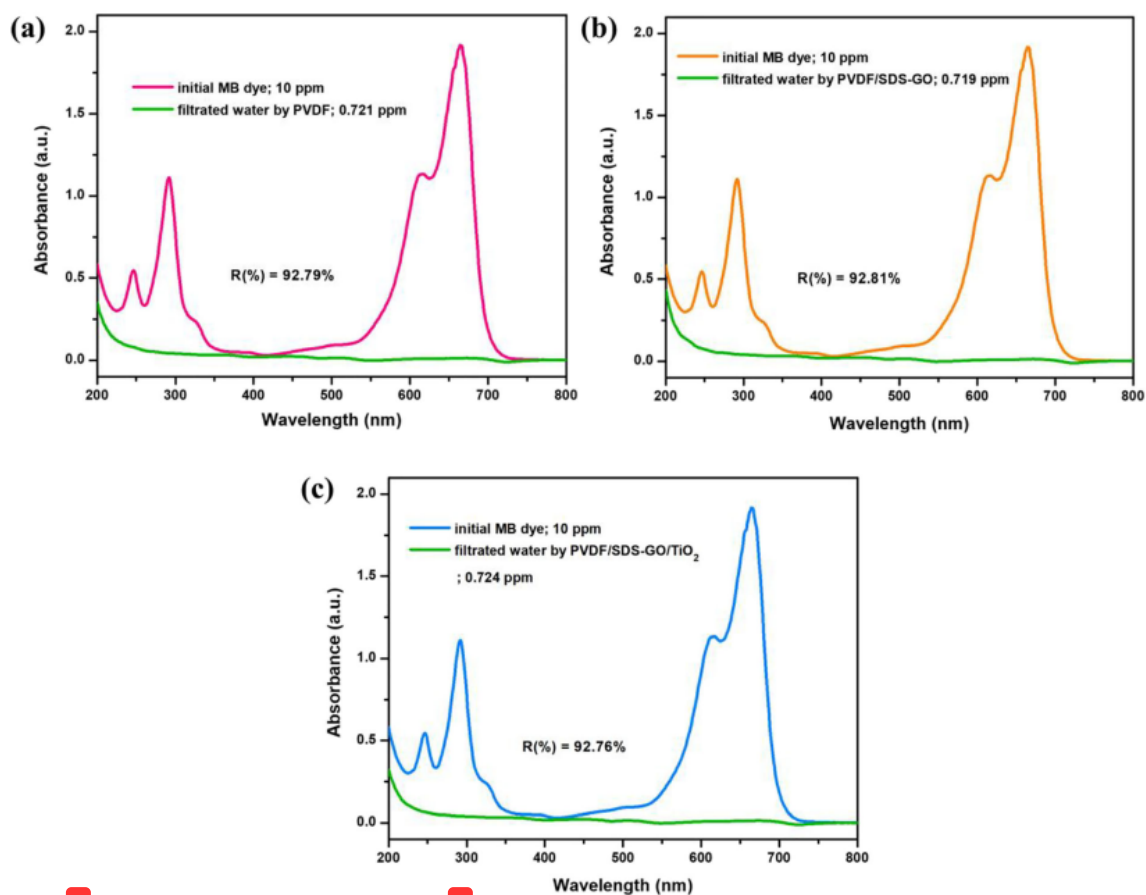 (a)
2.0
1.5
1.0
0.5
0.0
Absorbance (a.u.)
initial MB dye; 10 ppm
filtrated water by PVDF; 0.721 ppm
R(%) = 92.79%
200 300 400 500 600 700 800
Wavelength (nm)
(b)
2.0
1.5
1.0
0.5
0.0
Absorbance (a.u.)
initial MB dye; 10 ppm
filtrated water by PVDF/SDS-GO; 0.719 ppm
R(%) = 92.81%
200 300 400 500 600 700 800
Wavelength (nm)
(c)
2.0
1.5
1.0
0.5
0.0
Absorbance (a.u.)
initial MB dye; 10 ppm
filtrated water by PVDF/SDS-GO/TiO₂
; 0.724 ppm
R(%) = 92.76%
200 300 400 500 600 700 800
Wavelength (nm)